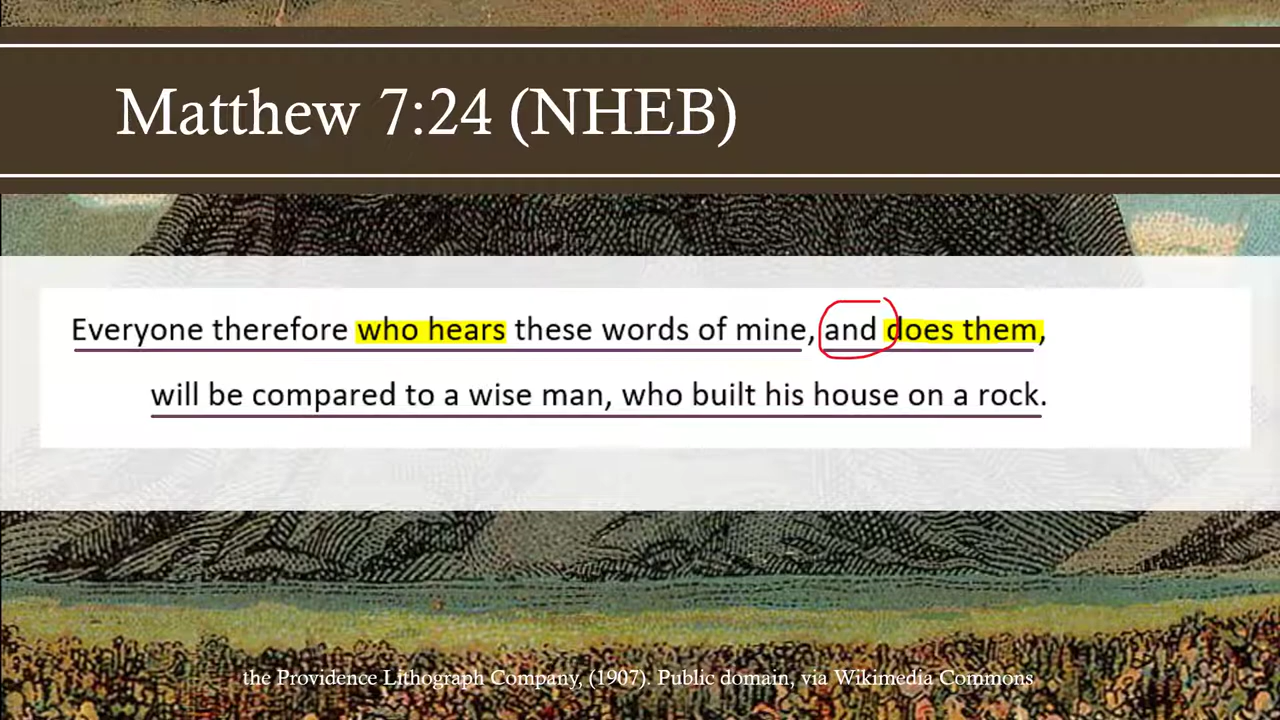 Matthew 7:24 (NHEB)
Everyone therefore who hears these words of mine, and does them,
will be compared to a wise man, who built his house on a rock.
the Providence Lithograph Company, (1907). Public domain, via Wikimedia Commons